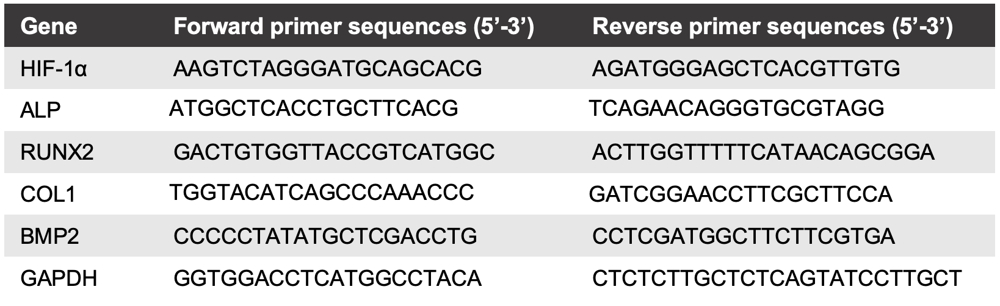 Gene Forward primer sequences (5’-3’) Reverse primer sequences (5’-3’)
HIF-1α AAGTCTAGGGATGCAGCACG AGATGGGAGCTCACGTTGTG
ALP ATGGCTCACCTGCTTCACG TCAGAACAGGGTGCGTAGG
RUNX2 GACTGTGGTTACCGTCATGGC ACTTGGTTTTTCATAACAGCGGA
COL1 TGGTACATCAGCCCAAACCC GATCGGAACCTTCGCTTCCA
BMP2 CCCCCTATATGCTCGACCTG CCTCGATGGCTTCTTCGTGA
GAPDH GGTGGACCTCATGGCCTACA CTCTCTTGCTCTCAGTATCCTTGCT